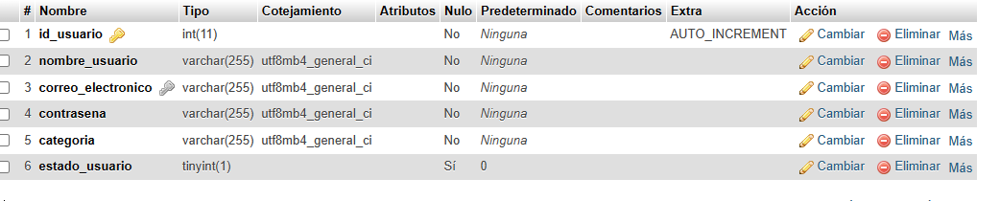 # Nombre Tipo Cotejamiento Atributos Nulo Predeterminado Comentarios Extra Acción
1 id_usuario int(11) No Ninguna AUTO_INCREMENT Cambiar Eliminar Más
2 nombre_usuario varchar(255) utf8mb4_general_ci No Ninguna Cambiar Eliminar Más
3 correo_electronico varchar(255) utf8mb4_general_ci No Ninguna Cambiar Eliminar Más
4 contrasena varchar(255) utf8mb4_general_ci No Ninguna Cambiar Eliminar Más
5 categoria varchar(255) utf8mb4_general_ci No Ninguna Cambiar Eliminar Más
6 estado_usuario tinyint(1) Sí 0 Cambiar Eliminar Más